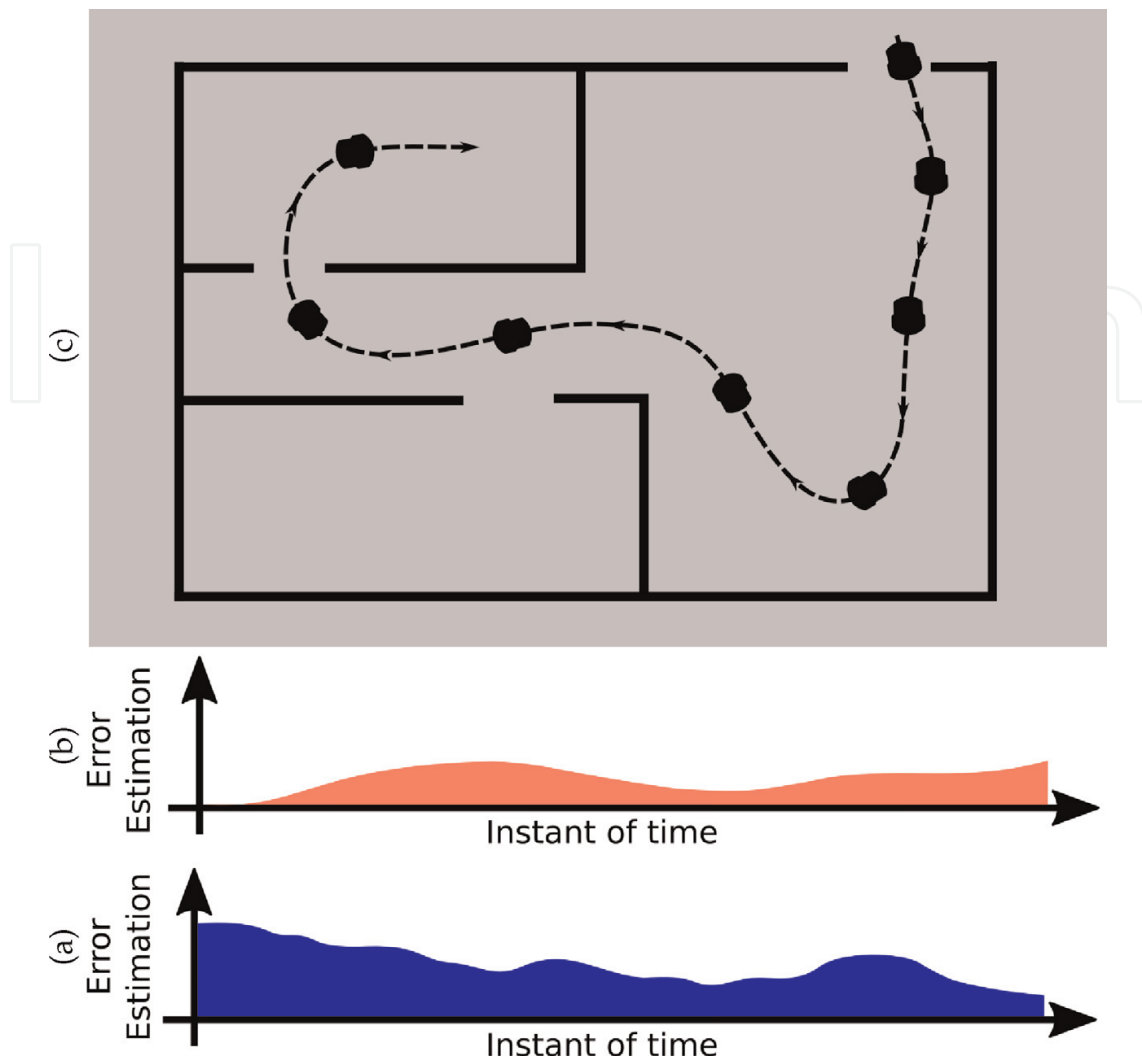 (c)
(b)
Error
Estimation
Instant of time
(a)
Error
Estimation
Instant of time